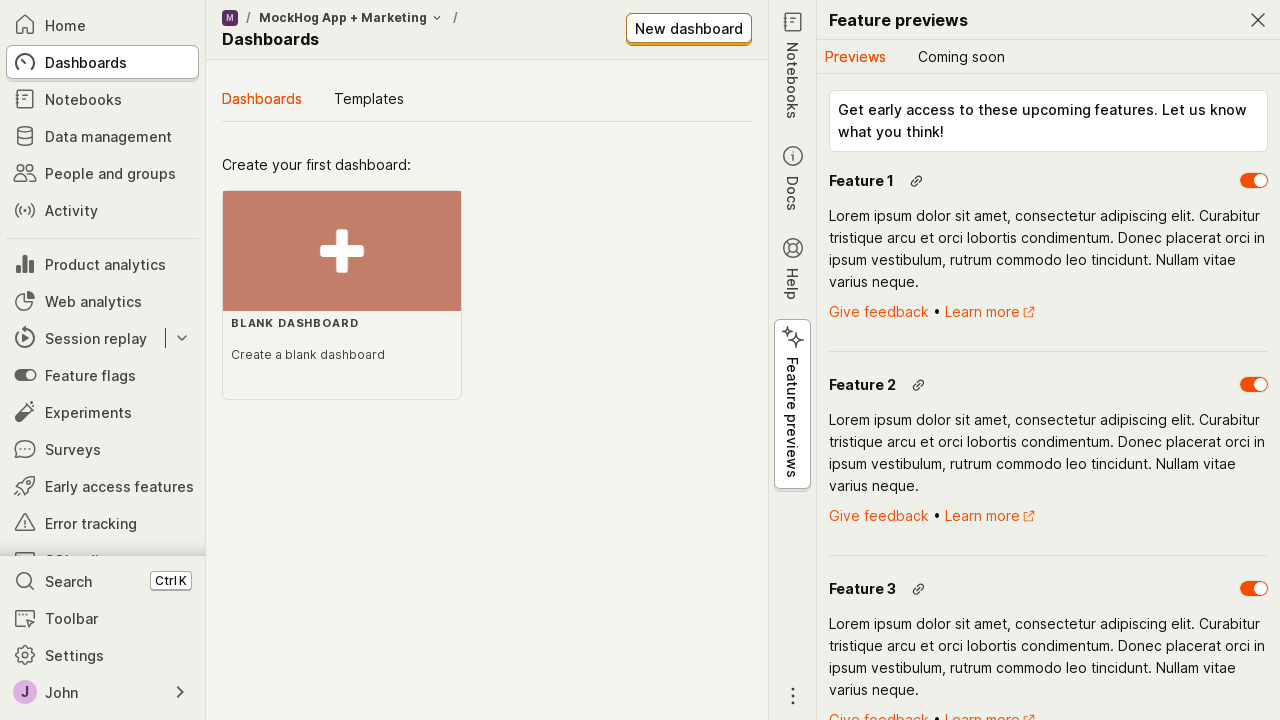 Home
Dashboards
Notebooks
Data management
People and groups
Activity
Product analytics
Web analytics
Session replay
Feature flags
Experiments
Surveys
Early access features
Error tracking
Search
Ctrl K
Toolbar
Settings
J
John
M / MockHog App + Marketing /
Dashboards
New dashboard
Dashboards
Templates
Create your first dashboard:
BLANK DASHBOARD
Create a blank dashboard
Notebooks
Docs
Help
Feature previews
Feature previews
Previews
Coming soon
Get early access to these upcoming features. Let us know
what you think!
Feature 1
Lorem ipsum dolor sit amet, consectetur adipiscing elit. Curabitur
tristique arcu et orci lobortis condimentum. Donec placerat orci in
ipsum vestibulum, rutrum commodo leo tincidunt. Nullam vitae
varius neque.
Give feedback • Learn more
Feature 2
Lorem ipsum dolor sit amet, consectetur adipiscing elit. Curabitur
tristique arcu et orci lobortis condimentum. Donec placerat orci in
ipsum vestibulum, rutrum commodo leo tincidunt. Nullam vitae
varius neque.
Give feedback • Learn more
Feature 3
Lorem ipsum dolor sit amet, consectetur adipiscing elit. Curabitur
tristique arcu et orci lobortis condimentum. Donec placerat orci in
ipsum vestibulum, rutrum commodo leo tincidunt. Nullam vitae
varius neque.
Give feedback • Learn more